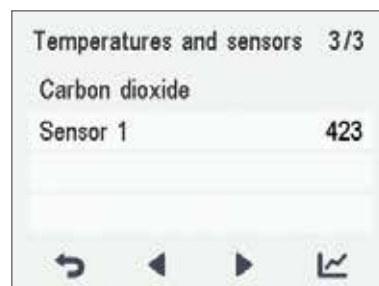 Temperatures and sensors 3/3
Carbon dioxide
Sensor 1 423